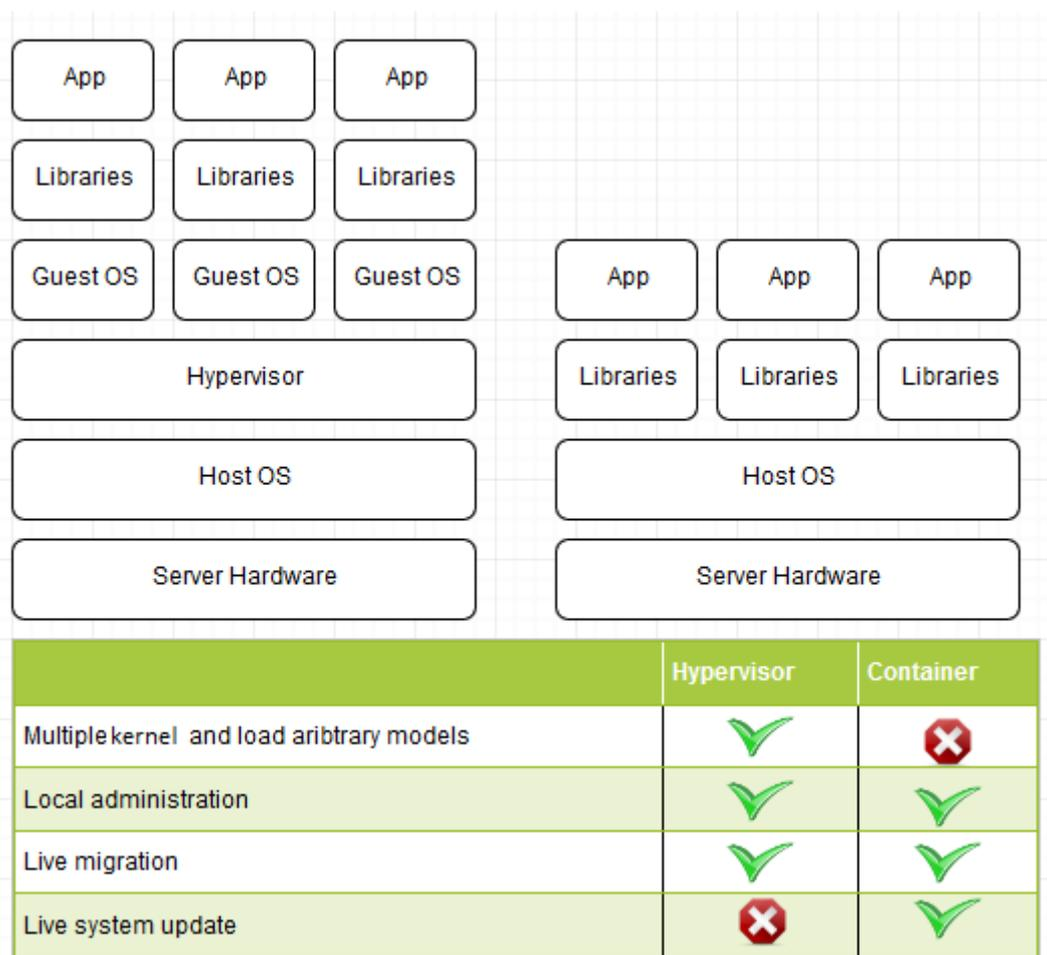 App App App
Libraries Libraries Libraries
Guest OS Guest OS Guest OS App App App
Hypervisor Libraries Libraries Libraries
Host OS Host OS
Server Hardware Server Hardware
Hypervisor Container
Multiple kernel and load aribtrary models
Local administration
Live migration
Live system update